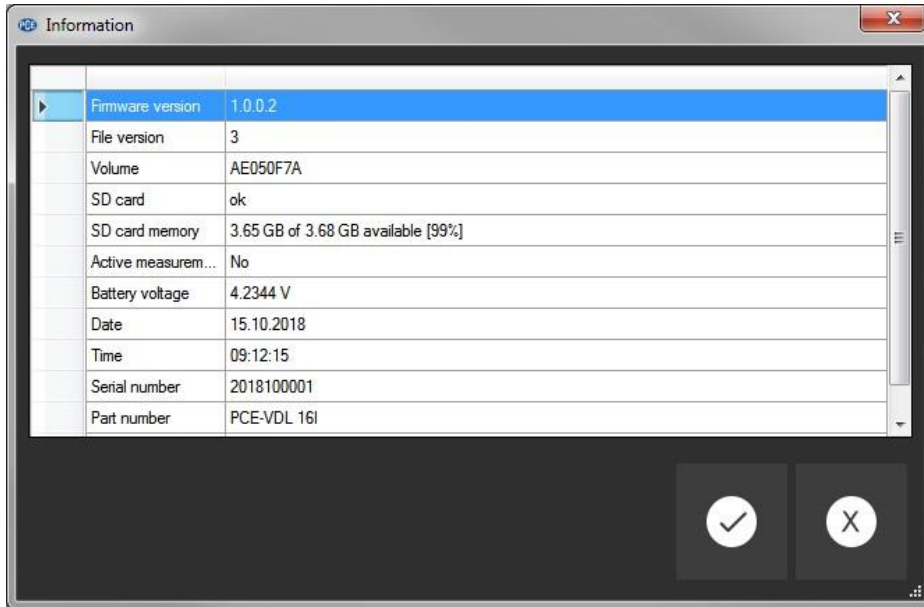 PCE Information X
Firmware version 1.0.0.2
File version 3
Volume AE050F7A
SD card ok
SD card memory 3.65 GB of 3.68 GB available [99%]
Active measurem... No
Battery voltage 4.2344 V
Date 15.10.2018
Time 09:12:15
Serial number 2018100001
Part number PCE-VDL 16I
X